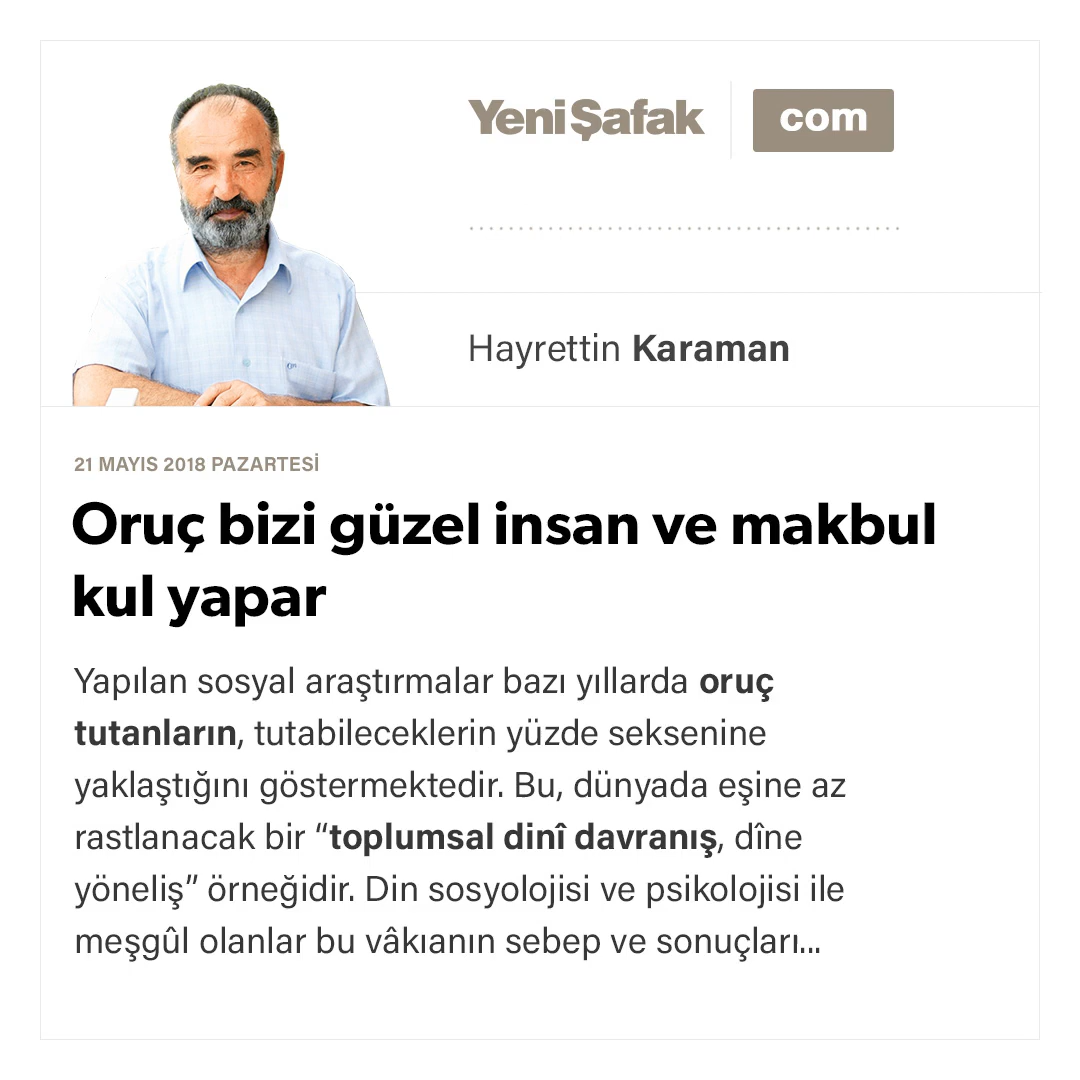 YeniŞafak
com
Hayrettin Karaman
21 MAYIS 2018 PAZARTESİ
Oruç bizi güzel insan ve makbul
kul yapar
Yapılan sosyal araştırmalar bazı yıllarda oruç
tutanların, tutabileceklerin yüzde seksenine
yaklaştığını göstermektedir. Bu, dünyada eşine az
rastlanacak bir “toplumsal dinî davranış, dîne
yöneliş” örneğidir. Din sosyolojisi ve psikolojisi ile
meşgûl olanlar bu vâkıanın sebep ve sonuçları...